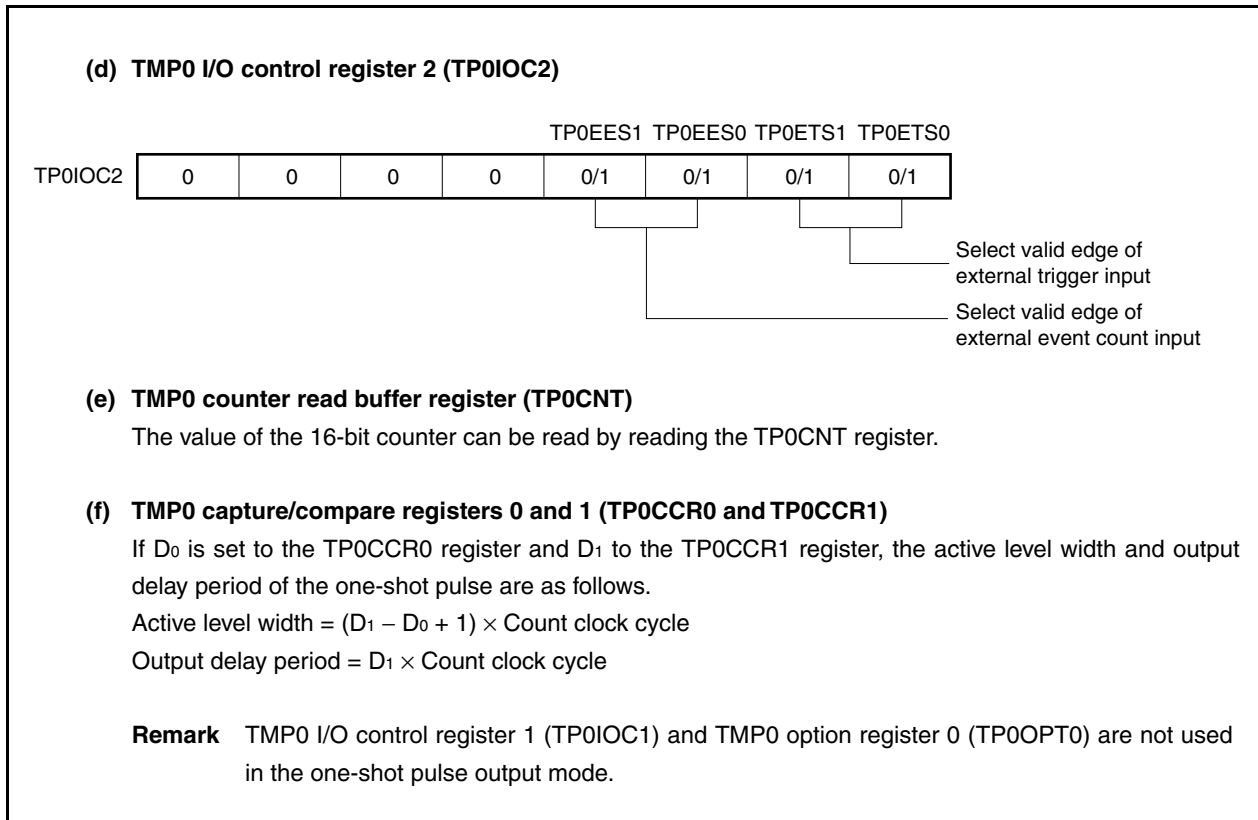 (d) TMP0 I/O control register 2 (TP0IOC2)
TP0EES1 TP0EES0 TP0ETS1 TP0ETS0
TP0IOC2 0 0 0 0 0/1 0/1 0/1 0/1
Select valid edge of
external trigger input
Select valid edge of
external event count input
(e) TMP0 counter read buffer register (TP0CNT)
The value of the 16-bit counter can be read by reading the TP0CNT register.
(f) TMP0 capture/compare registers 0 and 1 (TP0CCR0 and TP0CCR1)
If D0 is set to the TP0CCR0 register and D1 to the TP0CCR1 register, the active level width and output
delay period of the one-shot pulse are as follows.
Active level width = (D1 − D0 + 1) × Count clock cycle
Output delay period = D1 × Count clock cycle
Remark TMP0 I/O control register 1 (TP0IOC1) and TMP0 option register 0 (TP0OPT0) are not used
in the one-shot pulse output mode.